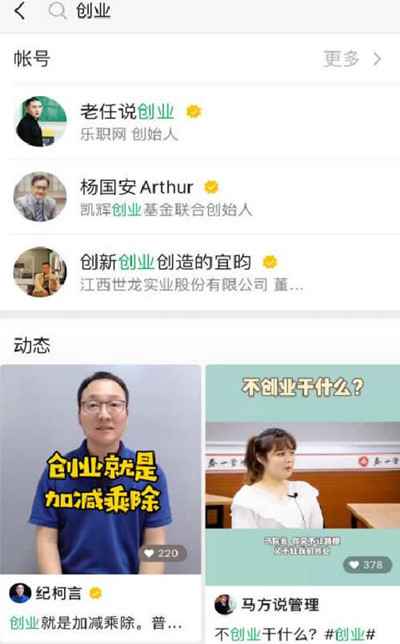 创业
帐号
更多
老任说创业
乐职网 创始人
杨国安 Arthur
凯辉创业基金联合创始人
创新创业创造的宜昀
江西世龙实业股份有限公司 董...
动态
创业就是
加减乘除
220
纪柯言
创业就是加减乘除。普...
不创业干什么?
378
马方说管理
不创业干什么? #创业#